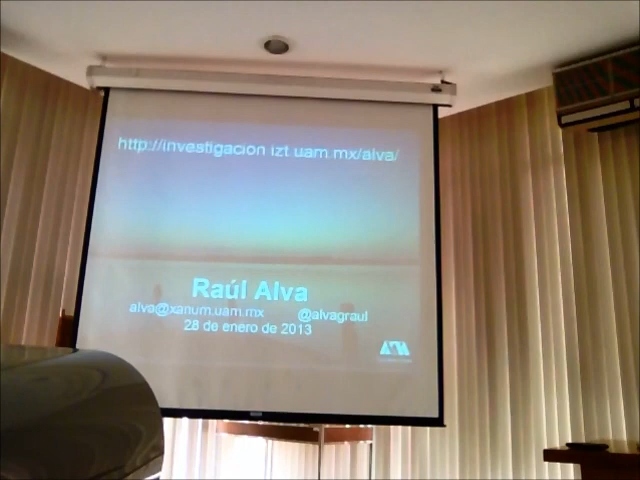 http://investigacion.izt.uam.mx/alva/
Raúl Alva
alva@xanum.uam.mx @alvagraul
28 de enero de 2013